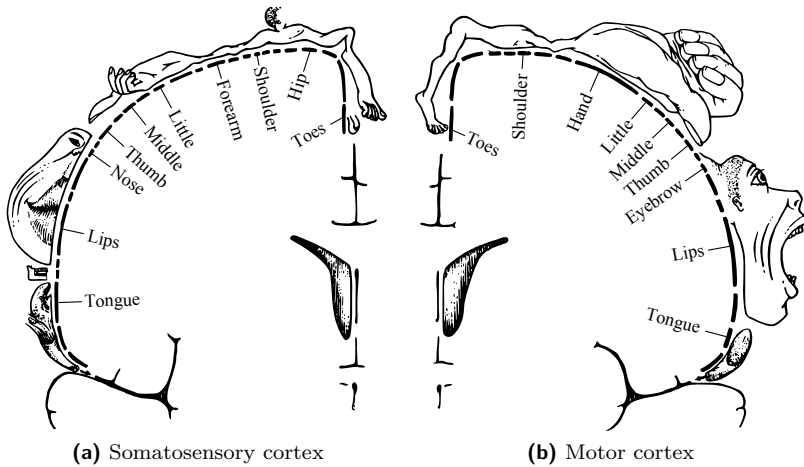 Toes
Hip
Shoulder
Forearm
Little
Middle
Thumb
Nose
Lips
Tongue
(a) Somatosensory cortex
Toes
Shoulder
Hand
Little
Middle
Thumb
Eyebrow
Lips
Tongue
(b) Motor cortex